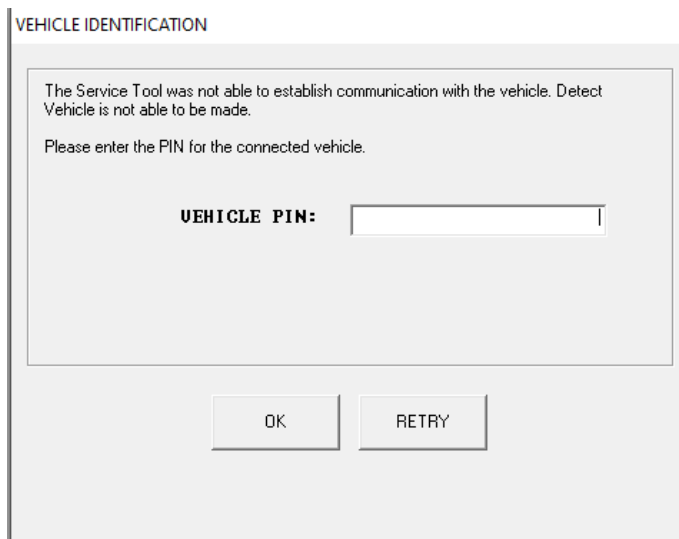 VEHICLE IDENTIFICATION
The Service Tool was not able to establish communication with the vehicle. Detect
Vehicle is not able to be made.
Please enter the PIN for the connected vehicle.
VEHICLE PIN:
OK
RETRY